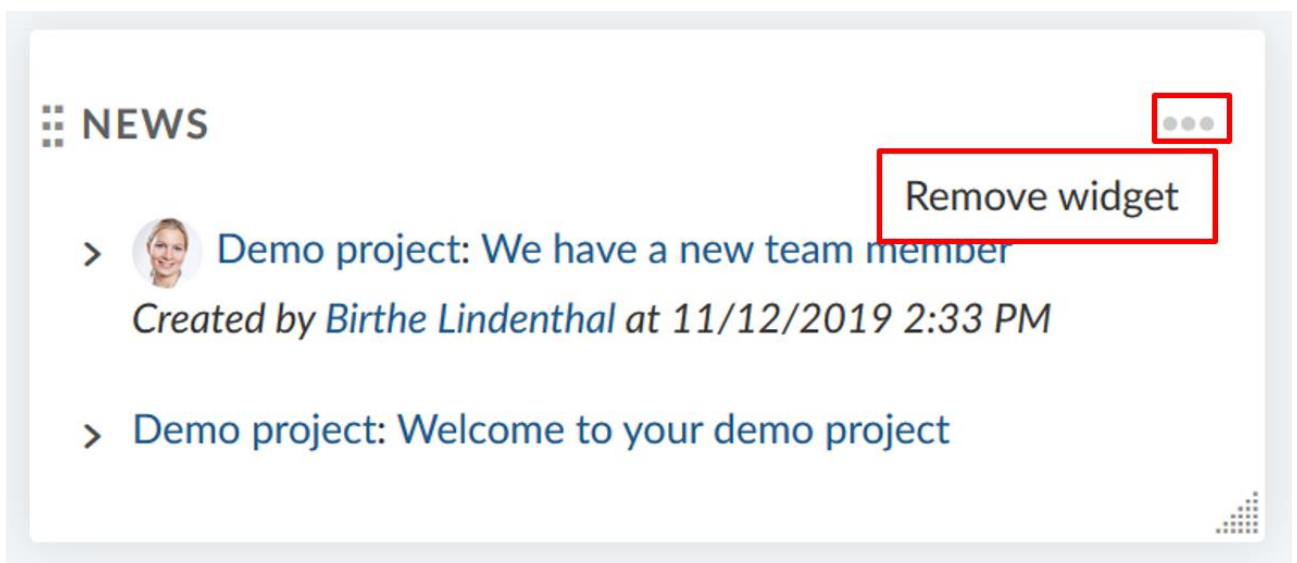 NEWS
Remove widget
Demo project: We have a new team member
Created by Birthe Lindenthal at 11/12/2019 2:33 PM
Demo project: Welcome to your demo project